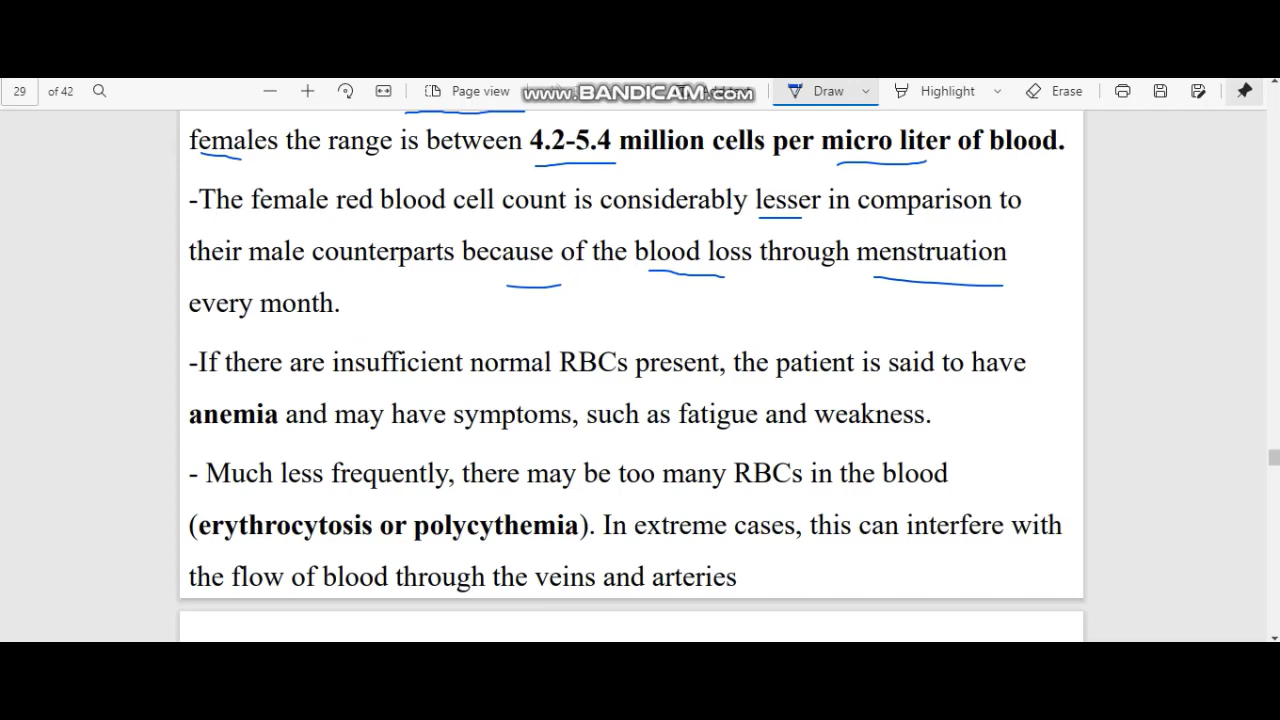 29 of 42 Page view www.BANDICAM.com Draw Highlight Erase
females the range is between 4.2-5.4 million cells per micro liter of blood.
-The female red blood cell count is considerably lesser in comparison to
their male counterparts because of the blood loss through menstruation
every month.
-If there are insufficient normal RBCs present, the patient is said to have
anemia and may have symptoms, such as fatigue and weakness.
- Much less frequently, there may be too many RBCs in the blood
(erythrocytosis or polycythemia). In extreme cases, this can interfere with
the flow of blood through the veins and arteries